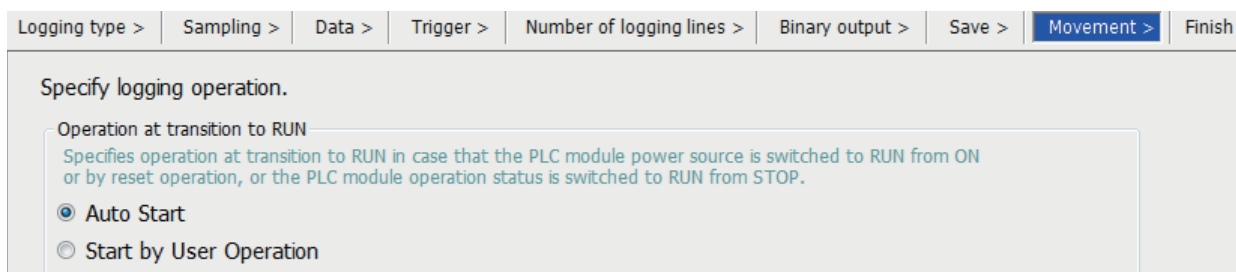 Logging type > Sampling > Data > Trigger > Number of logging lines > Binary output > Save > Movement > Finish
Specify logging operation.
Operation at transition to RUN
Specifies operation at transition to RUN in case that the PLC module power source is switched to RUN from ON
or by reset operation, or the PLC module operation status is switched to RUN from STOP.
Auto Start
Start by User Operation